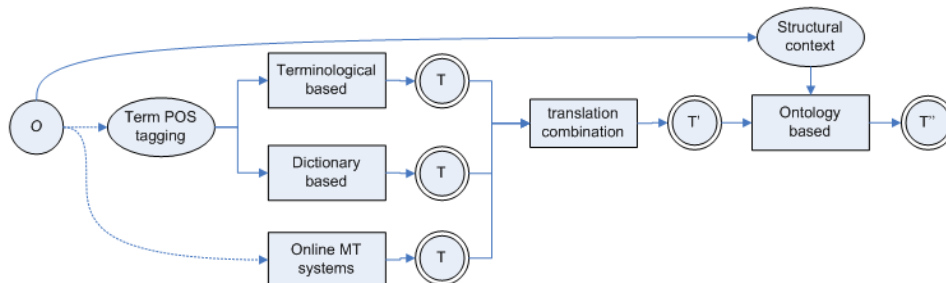 Structural
context
Terminological
based
T
O
Term POS
tagging
translation
combination
T'
Ontology
based
T''
Dictionary
based
T
Online MT
systems
T